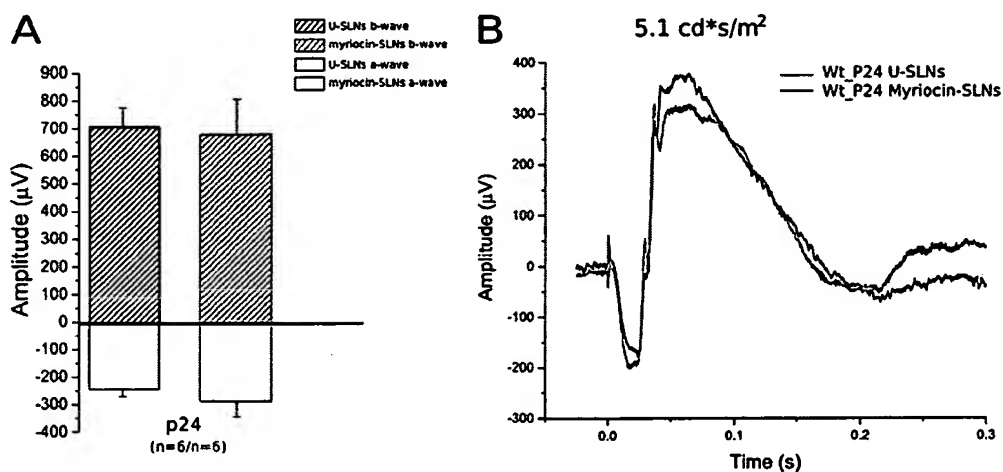 A
U-SLNs b-wave
myriocin-SLNs b-wave
U-SLNs a-wave
myriocin-SLNs a-wave
Amplitude (µV)
900
800
700
600
500
400
300
200
100
0
-100
-200
-300
-400
p24
(n=6/n=6)
B
5.1 cd*s/m²
Wt_P24 U-SLNs
Wt_P24 Myriocin-SLNs
Amplitude (µV)
400
300
200
100
0
-100
-200
-300
0.0
0.1
0.2
0.3
Time (s)